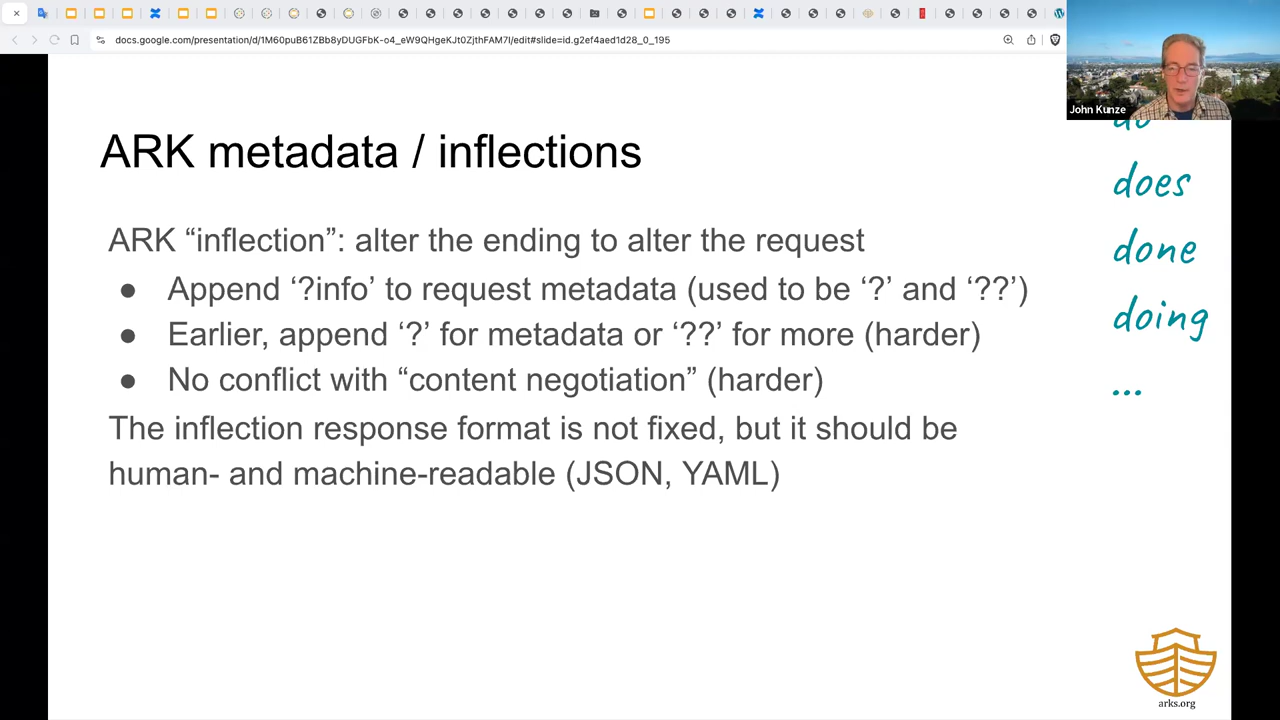 docs.google.com/presentation/d/1M60puB61ZBb8yDUGFbK-o4_eW9QHgeKJt0ZjthFAM7I/edit#slide=id.g2ef4aed1d28_0_195
John Kunze
ARK metadata / inflections
ARK “inflection”: alter the ending to alter the request
● Append ‘?info’ to request metadata (used to be ‘?’ and ‘??’)
● Earlier, append ‘?’ for metadata or ‘??’ for more (harder)
● No conflict with “content negotiation” (harder)
The inflection response format is not fixed, but it should be
human- and machine-readable (JSON, YAML)
do
does
done
doing
...
arks.org